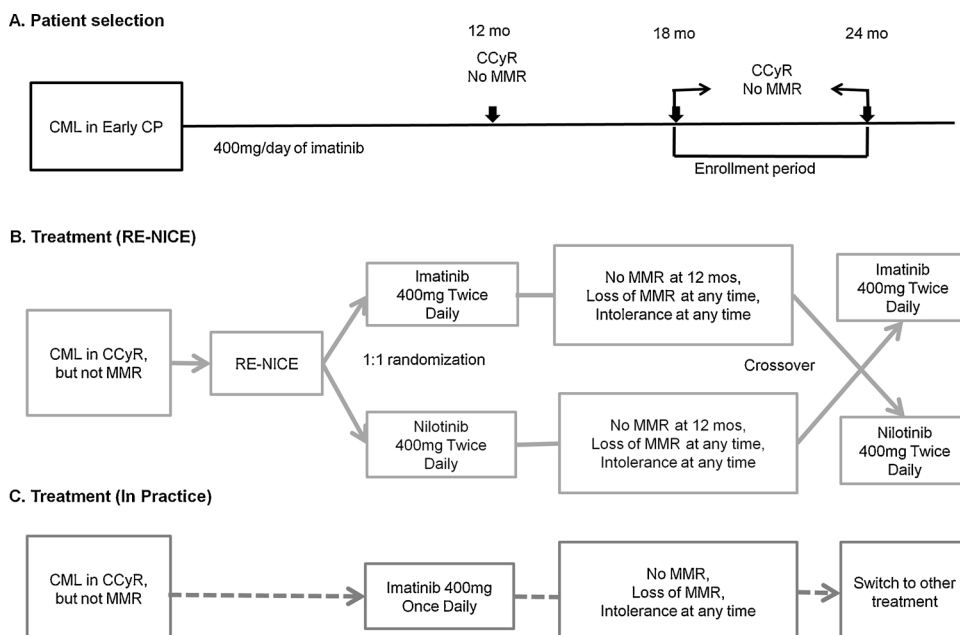 A. Patient selection
12 mo
18 mo
24 mo
CCyR
No MMR
CCyR
No MMR
CML in Early CP
400mg/day of imatinib
Enrollment period
B. Treatment (RE-NICE)
CML in CCyR,
but not MMR
RE-NICE
1:1 randomization
Imatinib
400mg Twice
Daily
No MMR at 12 mos,
Loss of MMR at any time,
Intolerance at any time
Imatinib
400mg Twice
Daily
Crossover
Nilotinib
400mg Twice
Daily
No MMR at 12 mos,
Loss of MMR at any time,
Intolerance at any time
Nilotinib
400mg Twice
Daily
C. Treatment (In Practice)
CML in CCyR,
but not MMR
Imatinib 400mg
Once Daily
No MMR,
Loss of MMR,
Intolerance at any time
Switch to other
treatment